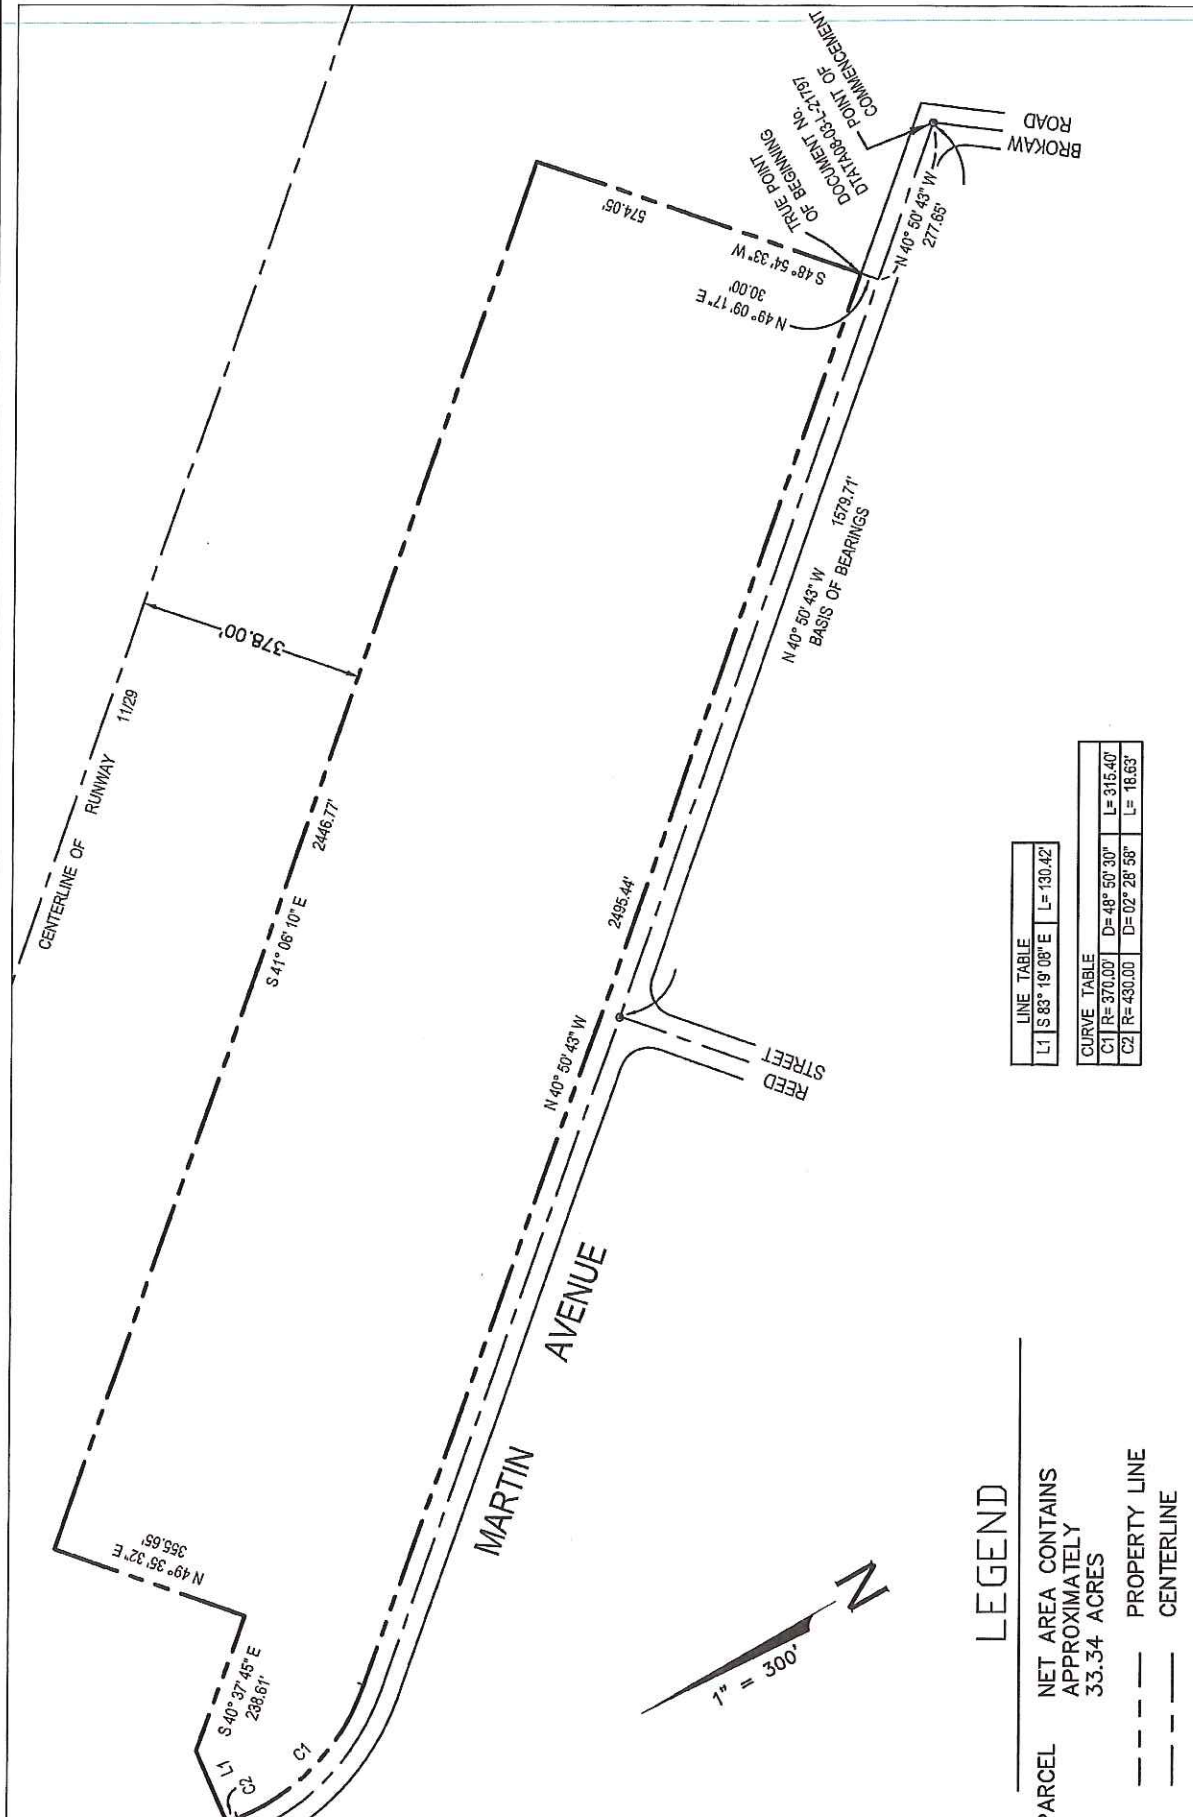 CENTERLINE OF RUNWAY 11/29
378.00'
S 41° 06' 10" E
2446.77'
574.05'
S 48° 54' 33" W
N 49° 09' 17" E
30.00'
TRUE POINT
OF BEGINNING
DOCUMENT No.
DTATA08-03-L-21797
POINT OF
COMMENCEMENT
BROKAW
ROAD
N 40° 50' 43" W
277.65'
N 40° 50' 43" W 1579.71'
BASIS OF BEARINGS
N 40° 50' 43" W
2495.44'
REED
STREET
MARTIN AVENUE
N 49° 35' 32" E
355.65'
S 40° 37' 45" E
238.61'
L1
C2
C1
N
1" = 300'
LINE TABLE
L1 S 83° 19' 08" E L= 130.42'
CURVE TABLE
C1 R= 370.00' D= 48° 50' 30" L= 315.40'
C2 R= 430.00 D= 02° 28' 58" L= 18.63'
LEGEND
PARCEL NET AREA CONTAINS
APPROXIMATELY
33.34 ACRES
PROPERTY LINE
CENTERLINE